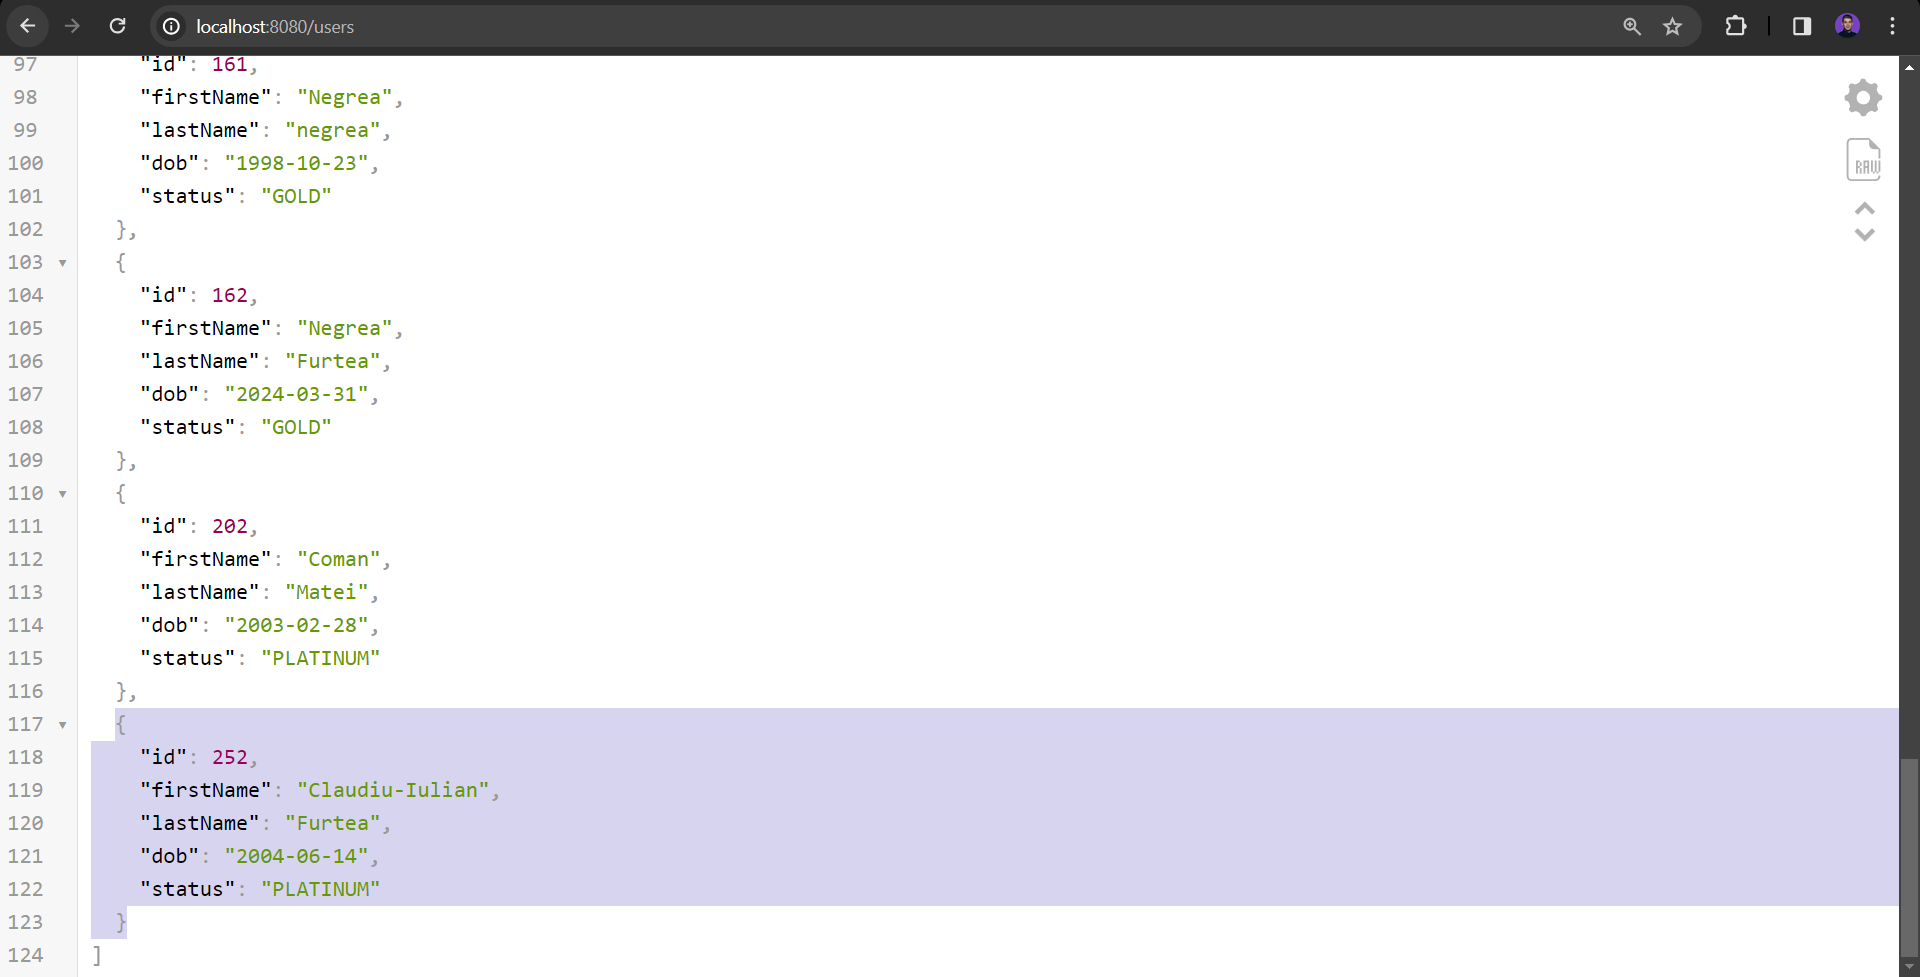 localhost:8080/users
97 "id": 161,
98 "firstName": "Negrea",
99 "lastName": "negrea",
100 "dob": "1998-10-23",
101 "status": "GOLD"
102 },
103 {
104 "id": 162,
105 "firstName": "Negrea",
106 "lastName": "Furtea",
107 "dob": "2024-03-31",
108 "status": "GOLD"
109 },
110 {
111 "id": 202,
112 "firstName": "Coman",
113 "lastName": "Matei",
114 "dob": "2003-02-28",
115 "status": "PLATINUM"
116 },
117 {
118 "id": 252,
119 "firstName": "Claudiu-Iulian",
120 "lastName": "Furtea",
121 "dob": "2004-06-14",
122 "status": "PLATINUM"
123 }
124 ]
RAW